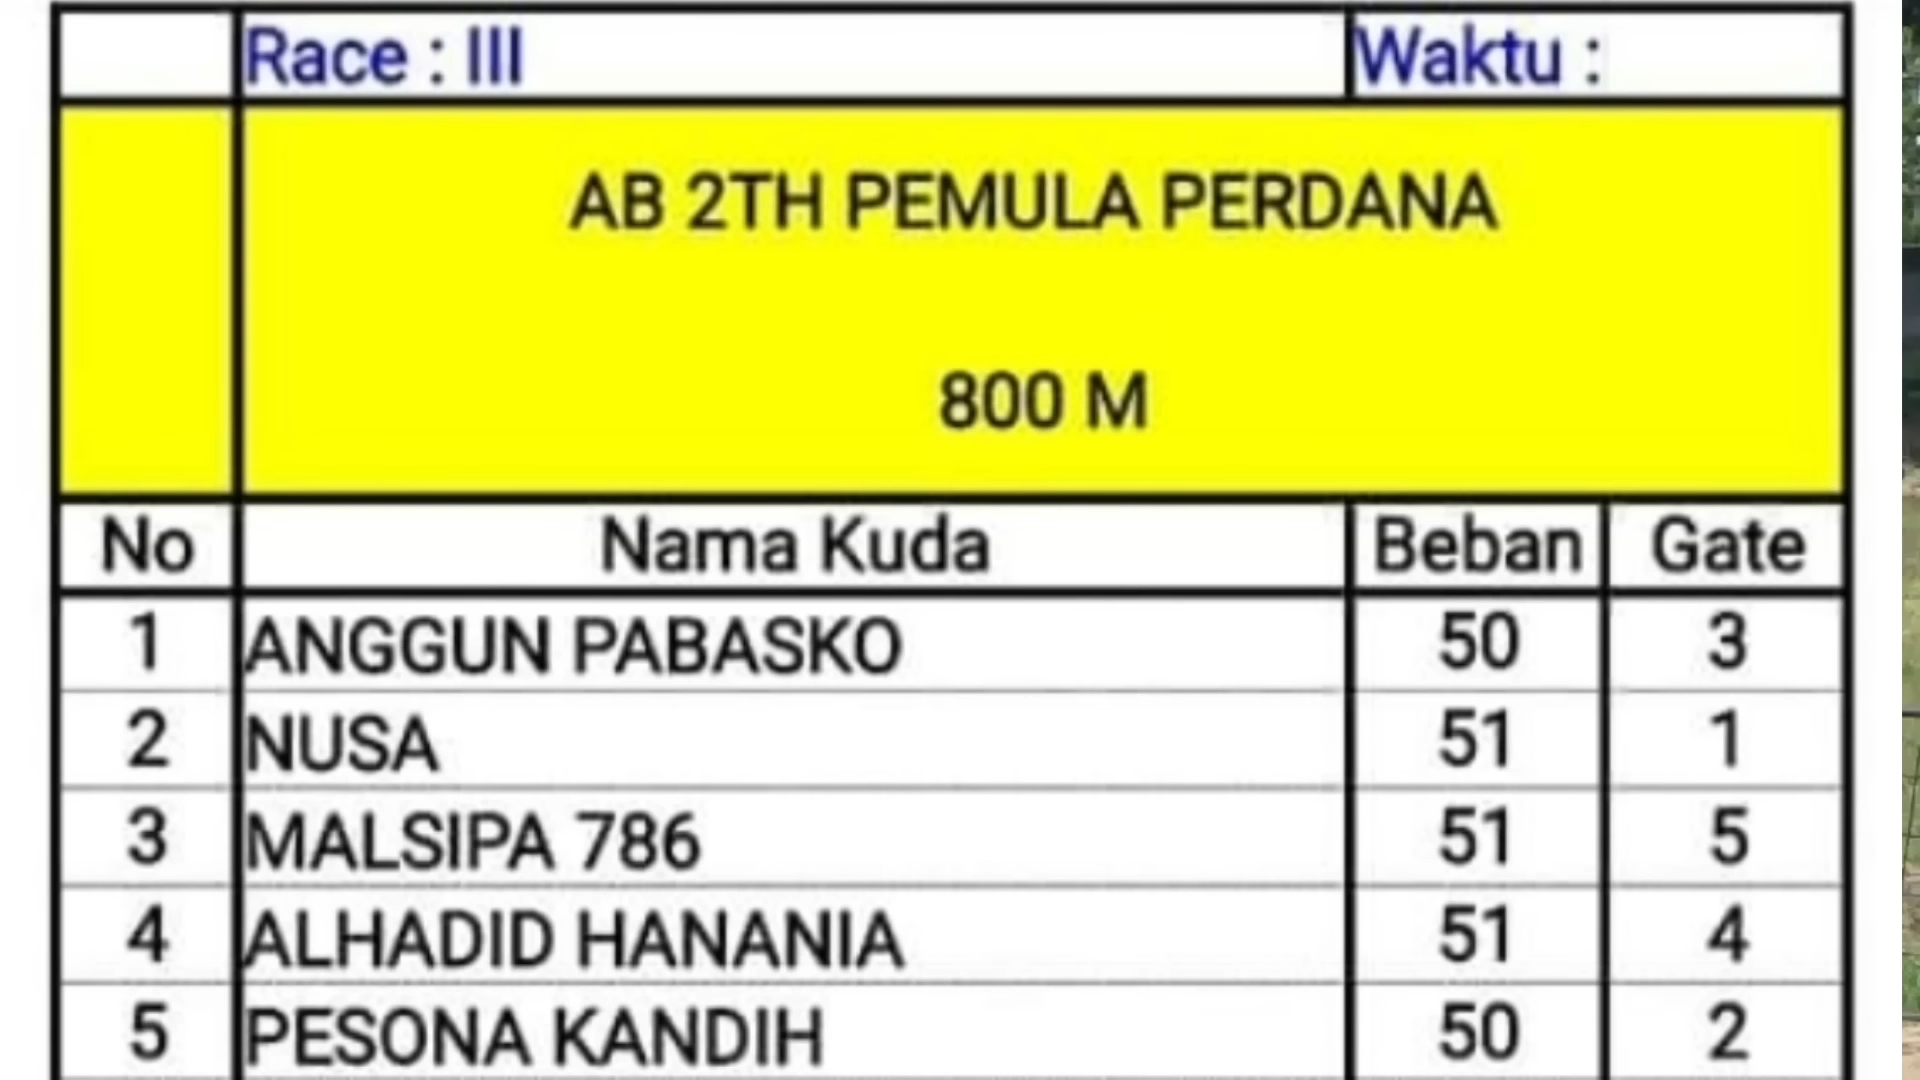 Race : III Waktu :
AB 2TH PEMULA PERDANA
800 M
No Nama Kuda Beban Gate
1 ANGGUN PABASKO 50 3
2 NUSA 51 1
3 MALSIPA 786 51 5
4 ALHADID HANANIA 51 4
5 PESONA KANDIH 50 2